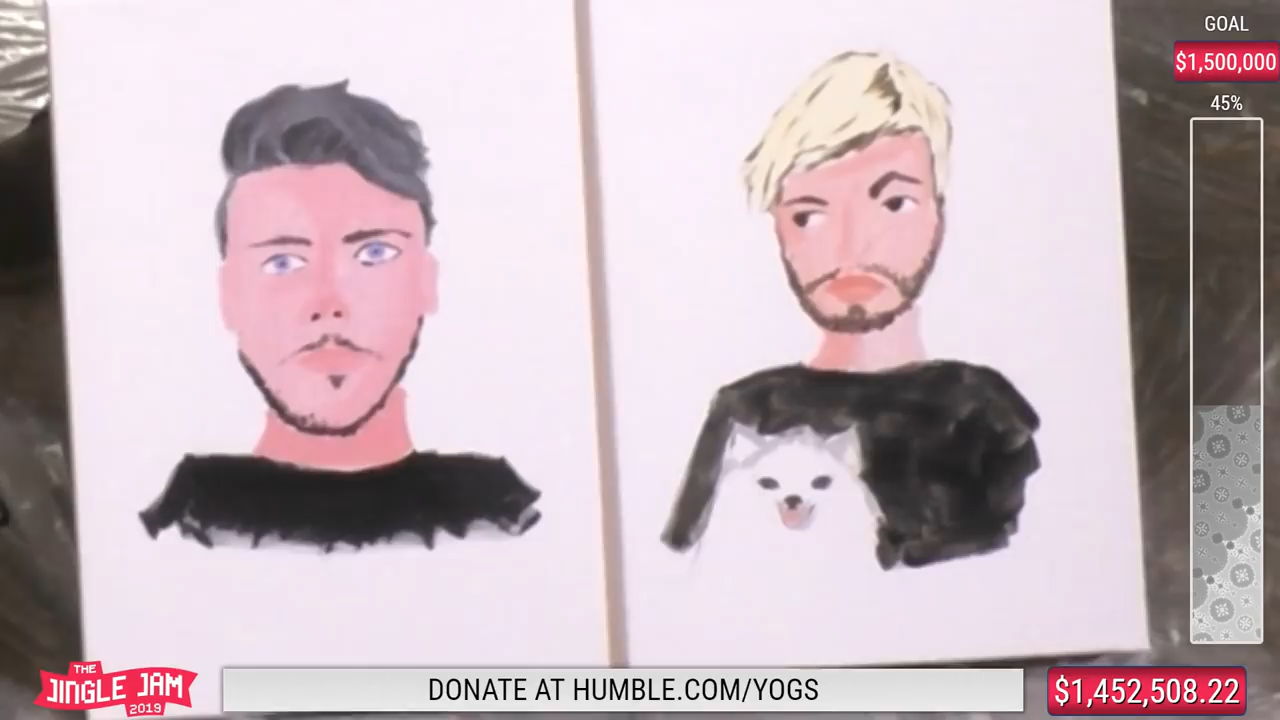 GOAL
$1,500,000
45%
THE
JINGLE JAM
2019
DONATE AT HUMBLE.COM/YOGS
$1,452,508.22